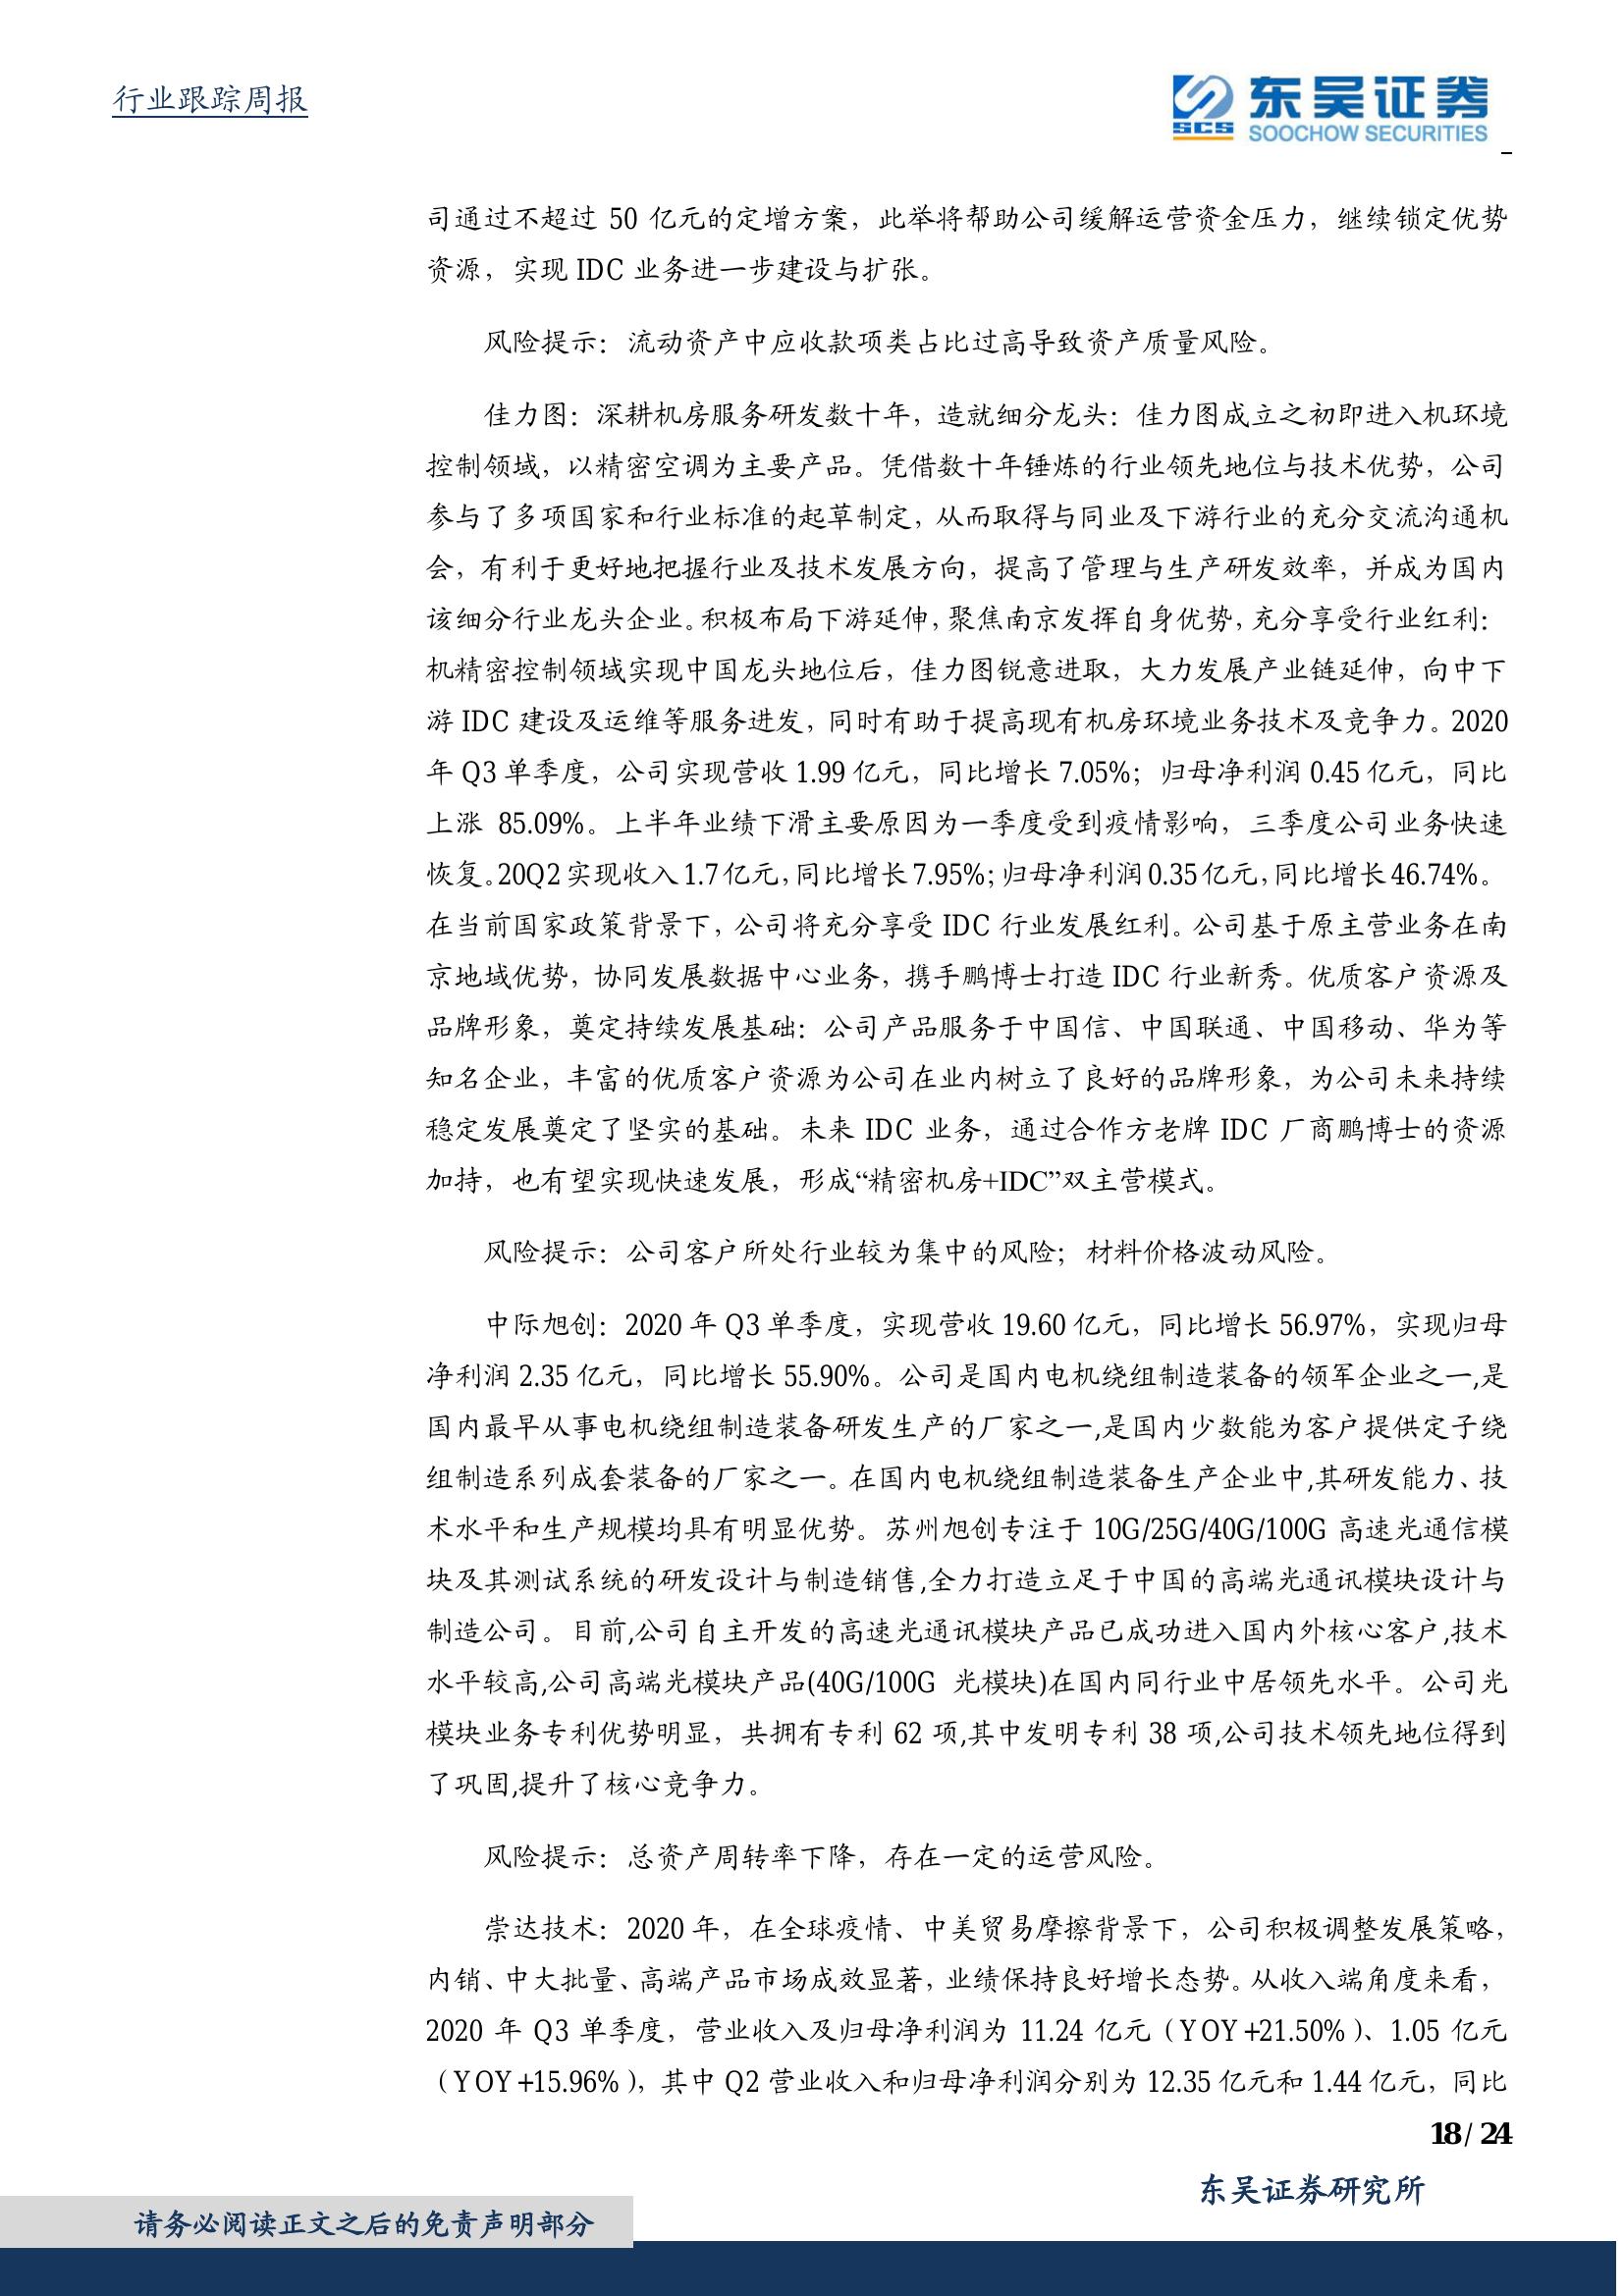 行业跟踪周报
SCS
东吴证券
SOOCHOW SECURITIES
司通过不超过 50 亿元的定增方案，此举将帮助公司缓解运营资金压力，继续锁定优势
资源，实现 IDC 业务进一步建设与扩张。
风险提示：流动资产中应收款项类占比过高导致资产质量风险。
佳力图：深耕机房服务研发数十年，造就细分龙头：佳力图成立之初即进入机环境
控制领域，以精密空调为主要产品。凭借数十年锤炼的行业领先地位与技术优势，公司
参与了多项国家和行业标准的起草制定，从而取得与同业及下游行业的充分交流沟通机
会，有利于更好地把握行业及技术发展方向，提高了管理与生产研发效率，并成为国内
该细分行业龙头企业。积极布局下游延伸，聚焦南京发挥自身优势，充分享受行业红利：
机精密控制领域实现中国龙头地位后，佳力图锐意进取，大力发展产业链延伸，向中下
游 IDC 建设及运维等服务进发，同时有助于提高现有机房环境业务技术及竞争力。2020
年 Q3 单季度，公司实现营收 1.99 亿元，同比增长 7.05%；归母净利润 0.45 亿元，同比
上涨 85.09%。上半年业绩下滑主要原因为一季度受到疫情影响，三季度公司业务快速
恢复。20Q2 实现收入 1.7 亿元，同比增长 7.95%；归母净利润 0.35 亿元，同比增长 46.74%。
在当前国家政策背景下，公司将充分享受 IDC 行业发展红利。公司基于原主营业务在南
京地域优势，协同发展数据中心业务，携手鹏博士打造 IDC 行业新秀。优质客户资源及
品牌形象，奠定持续发展基础：公司产品服务于中国信、中国联通、中国移动、华为等
知名企业，丰富的优质客户资源为公司在业内树立了良好的品牌形象，为公司未来持续
稳定发展奠定了坚实的基础。未来 IDC 业务，通过合作方老牌 IDC 厂商鹏博士的资源
加持，也有望实现快速发展，形成“精密机房+IDC”双主营模式。
风险提示：公司客户所处行业较为集中的风险；材料价格波动风险。
中际旭创：2020 年 Q3 单季度，实现营收 19.60 亿元，同比增长 56.97%，实现归母
净利润 2.35 亿元，同比增长 55.90%。公司是国内电机绕组制造装备的领军企业之一,是
国内最早从事电机绕组制造装备研发生产的厂家之一,是国内少数能为客户提供定子绕
组制造系列成套装备的厂家之一。在国内电机绕组制造装备生产企业中,其研发能力、技
术水平和生产规模均具有明显优势。苏州旭创专注于 10G/25G/40G/100G 高速光通信模
块及其测试系统的研发设计与制造销售,全力打造立足于中国的高端光通讯模块设计与
制造公司。目前,公司自主开发的高速光通讯模块产品已成功进入国内外核心客户,技术
水平较高,公司高端光模块产品(40G/100G 光模块)在国内同行业中居领先水平。公司光
模块业务专利优势明显，共拥有专利 62 项,其中发明专利 38 项,公司技术领先地位得到
了巩固,提升了核心竞争力。
风险提示：总资产周转率下降，存在一定的运营风险。
崇达技术：2020 年，在全球疫情、中美贸易摩擦背景下，公司积极调整发展策略，
内销、中大批量、高端产品市场成效显著，业绩保持良好增长态势。从收入端角度来看，
2020 年 Q3 单季度，营业收入及归母净利润为 11.24 亿元（YOY+21.50%）、1.05 亿元
（YOY+15.96%），其中 Q2 营业收入和归母净利润分别为 12.35 亿元和 1.44 亿元，同比
18 / 24
东吴证券研究所
请务必阅读正文之后的免责声明部分